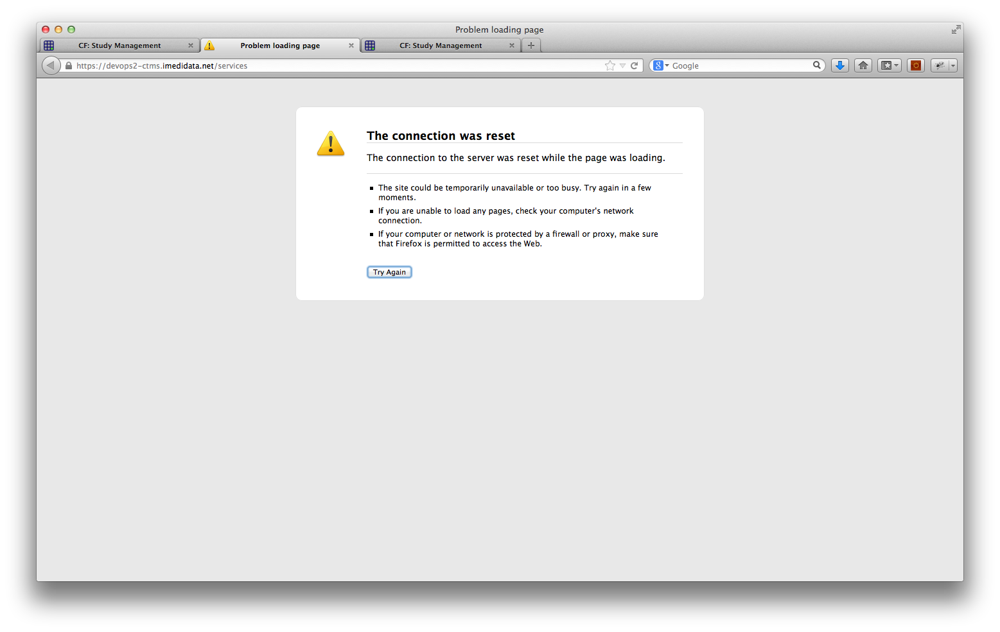 Problem loading page
CF: Study Management
Problem loading page
CF: Study Management
https://devops2-ctms.imedidata.net/services
Google
The connection was reset
The connection to the server was reset while the page was loading.
The site could be temporarily unavailable or too busy. Try again in a few
moments.
If you are unable to load any pages, check your computer's network
connection.
If your computer or network is protected by a firewall or proxy, make sure
that Firefox is permitted to access the Web.
Try Again